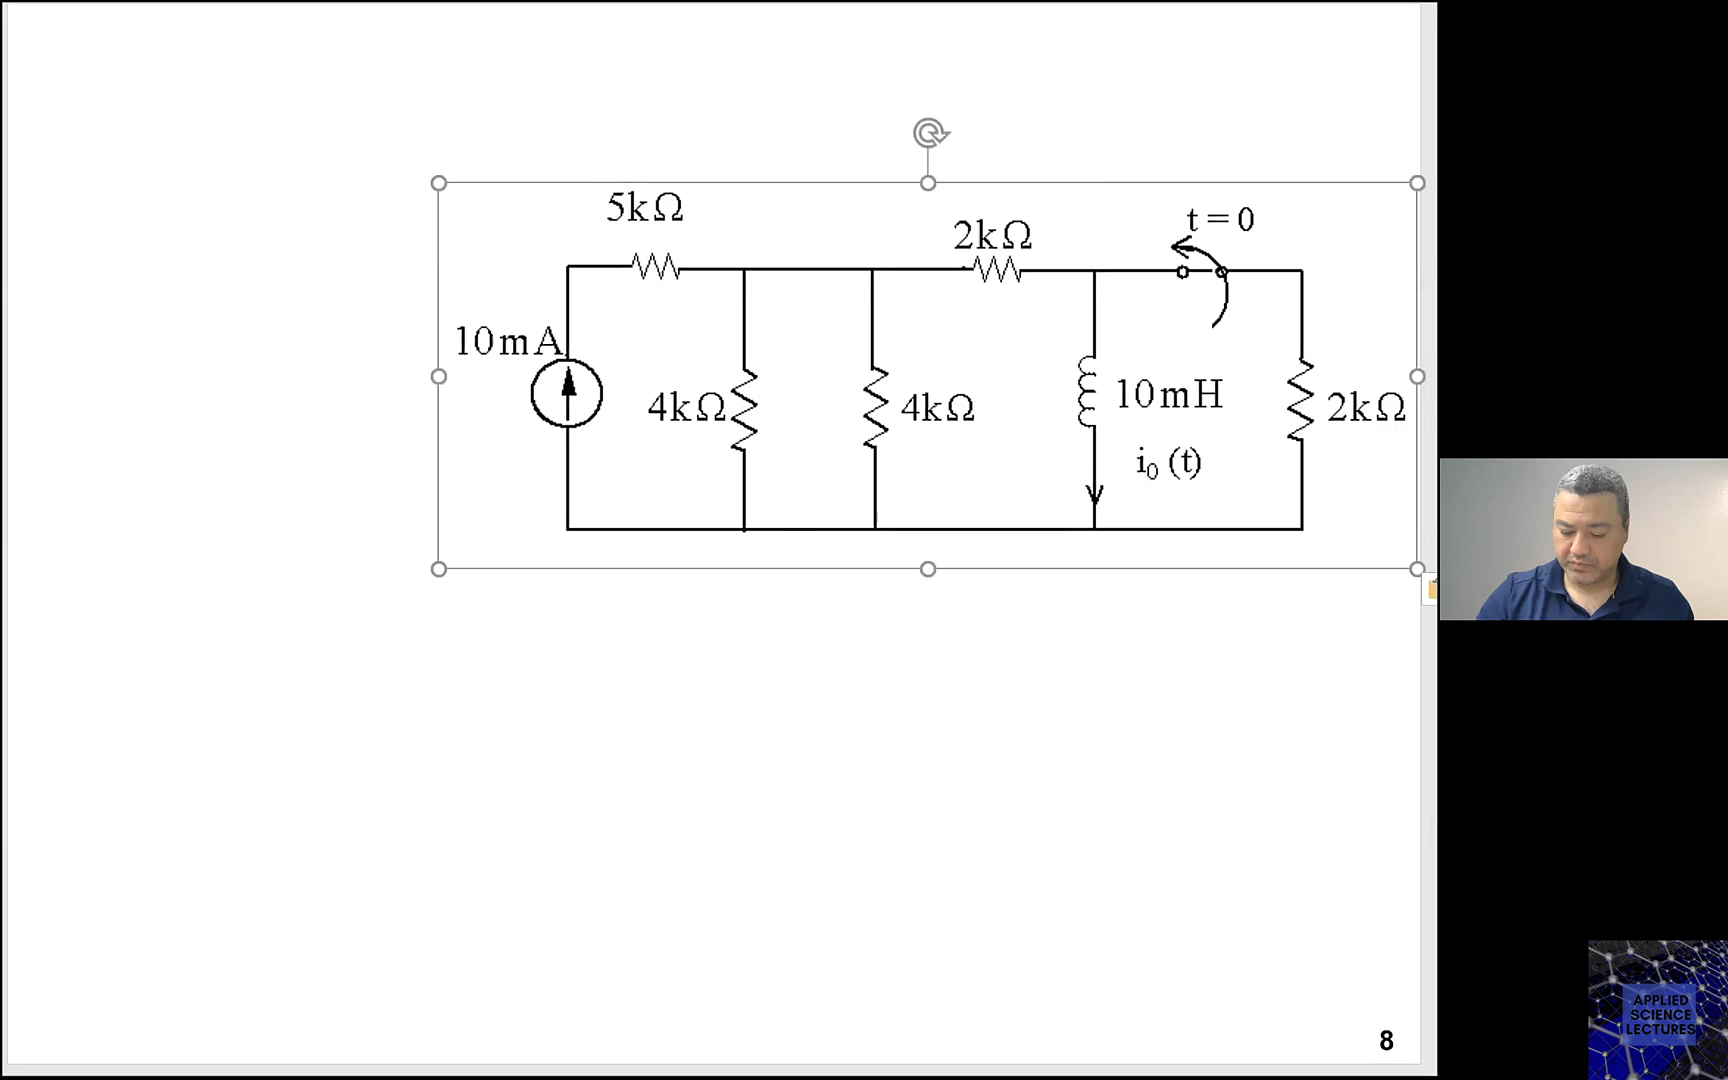 5kΩ
2kΩ
t = 0
10mA
4kΩ
4kΩ
10mH
2kΩ
i₀ (t)
8
APPLIED
SCIENCE
LECTURES